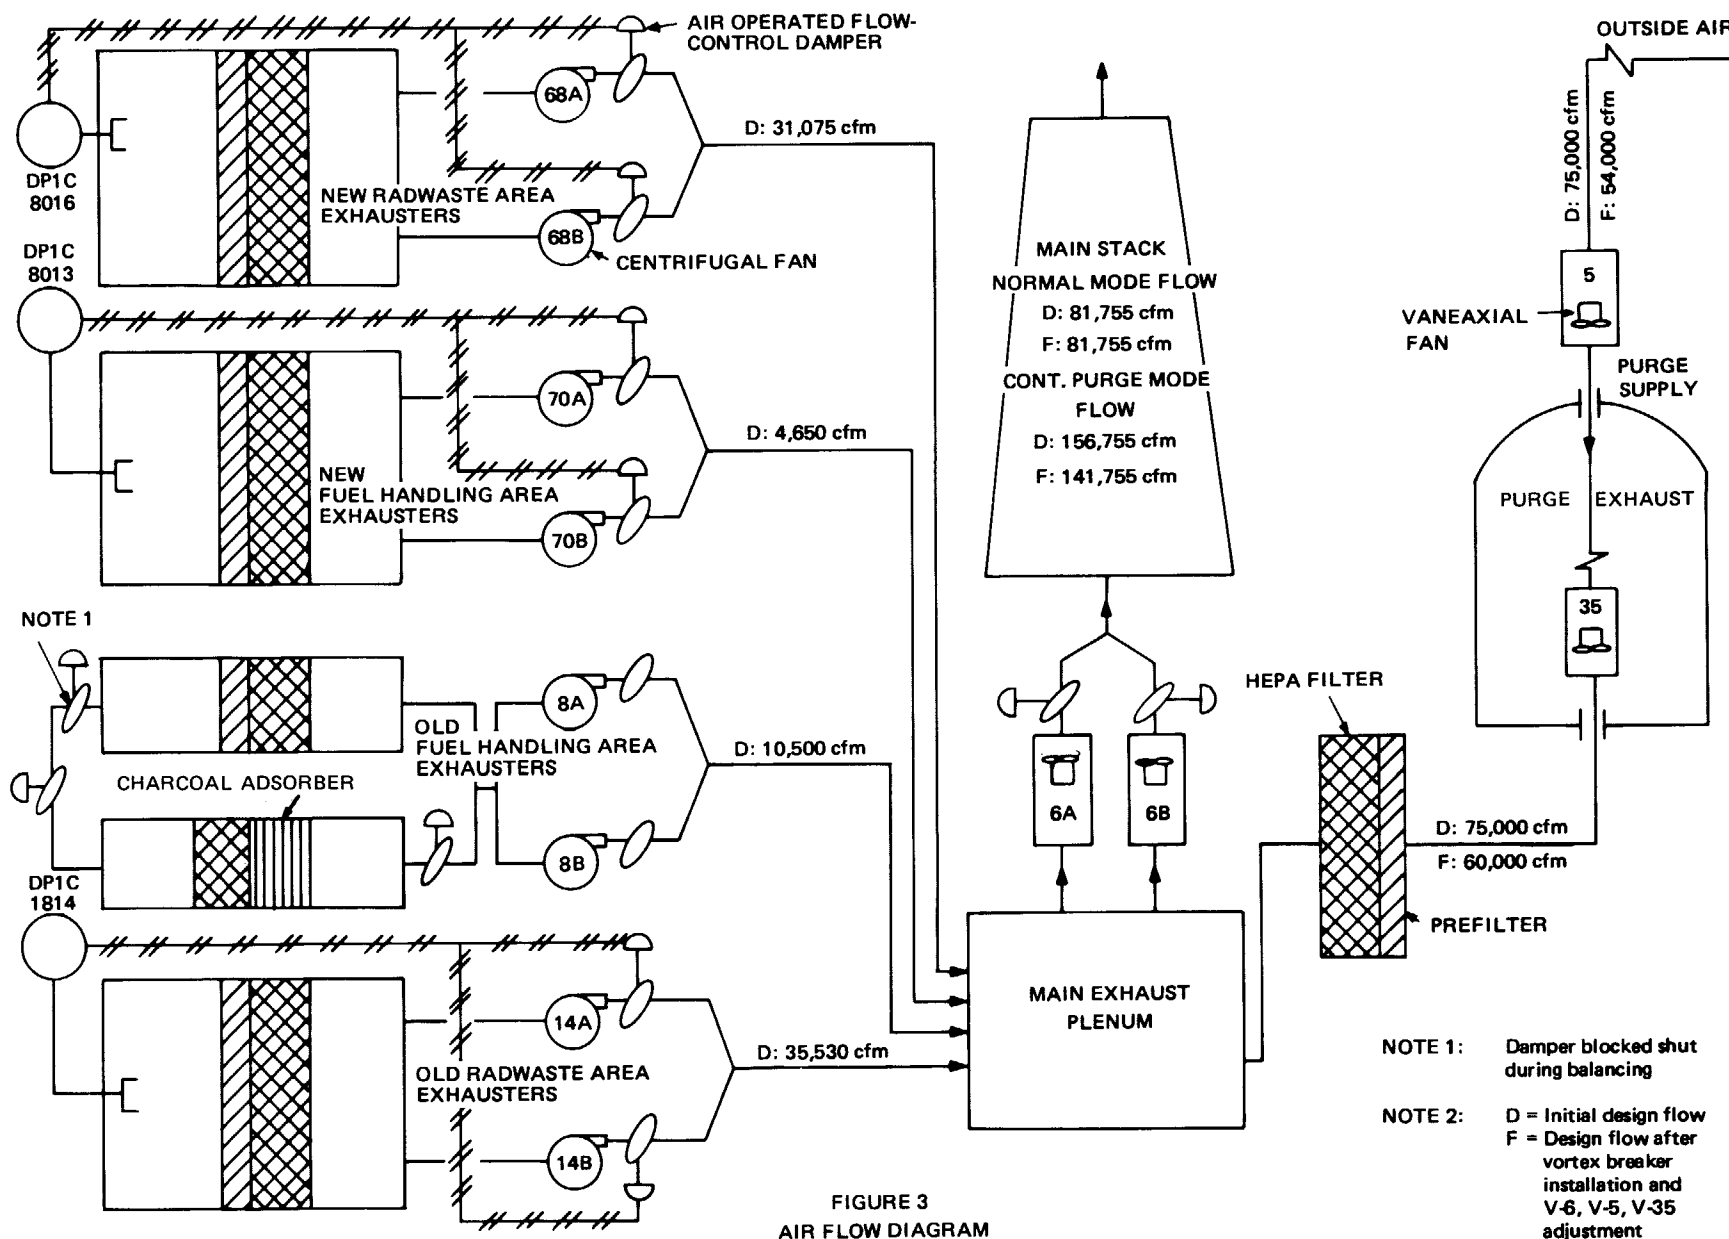 AIR OPERATED FLOW-
CONTROL DAMPER
OUTSIDE AIR
68A
D: 31,075 cfm
DP1C
8016
NEW RADWASTE AREA
EXHAUSTERS
68B
CENTRIFUGAL FAN
DP1C
8013
70A
D: 4,650 cfm
NEW
FUEL HANDLING AREA
EXHAUSTERS
70B
NOTE 1
8A
OLD
FUEL HANDLING AREA
EXHAUSTERS
D: 10,500 cfm
CHARCOAL ADSORBER
8B
DP1C
1814
14A
D: 35,530 cfm
OLD RADWASTE AREA
EXHAUSTERS
14B
MAIN STACK
NORMAL MODE FLOW
D: 81,755 cfm
F: 81,755 cfm
CONT. PURGE MODE
FLOW
D: 156,755 cfm
F: 141,755 cfm
6A
6B
MAIN EXHAUST
PLENUM
D: 75,000 cfm
F: 54,000 cfm
5
VANEAXIAL
FAN
PURGE
SUPPLY
PURGE EXHAUST
35
HEPA FILTER
D: 75,000 cfm
F: 60,000 cfm
PREFILTER
NOTE 1: Damper blocked shut
during balancing
NOTE 2: D = Initial design flow
F = Design flow after
vortex breaker
installation and
V-6, V-5, V-35
adjustment
FIGURE 3
AIR FLOW DIAGRAM